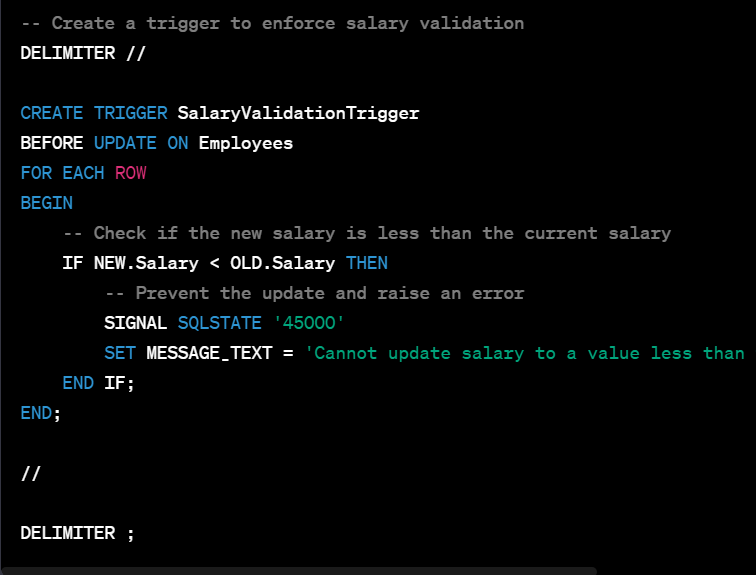 -- Create a trigger to enforce salary validation
DELIMITER //
CREATE TRIGGER SalaryValidationTrigger
BEFORE UPDATE ON Employees
FOR EACH ROW
BEGIN
-- Check if the new salary is less than the current salary
IF NEW.Salary < OLD.Salary THEN
-- Prevent the update and raise an error
SIGNAL SQLSTATE '45000'
SET MESSAGE_TEXT = 'Cannot update salary to a value less than
END IF;
END;
//
DELIMITER ;